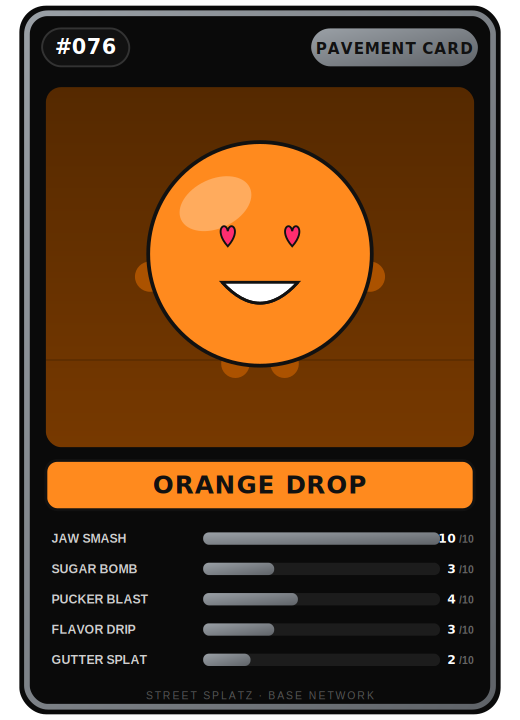 #076
PAVEMENT CARD
ORANGE DROP
JAW SMASH 10 /10
SUGAR BOMB 3 /10
PUCKER BLAST 4 /10
FLAVOR DRIP 3 /10
GUTTER SPLAT 2 /10
STREET SPLATZ · BASE NETWORK